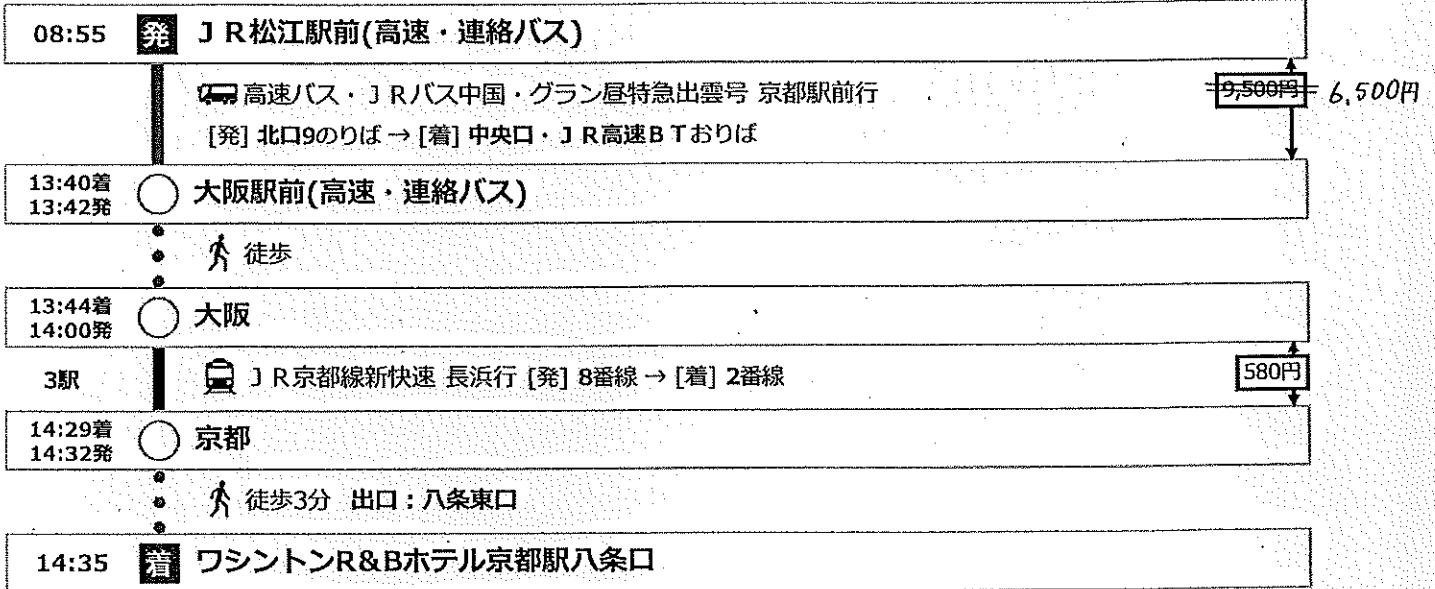 08:55 発 JR松江駅前(高速・連絡バス)
高速バス・JRバス中国・グラン昼特急出雲号 京都駅前行
9,500円 6,500円
[発] 北口9のりば → [着] 中央口・JR高速BTおりば
13:40着
13:42発
大阪駅前(高速・連絡バス)
徒歩
13:44着
14:00発
大阪
3駅
JR京都線新快速 長浜行 [発] 8番線 → [着] 2番線
580円
14:29着
14:32発
京都
徒歩3分 出口:八条東口
14:35 着 ワシントンR&Bホテル京都駅八条口